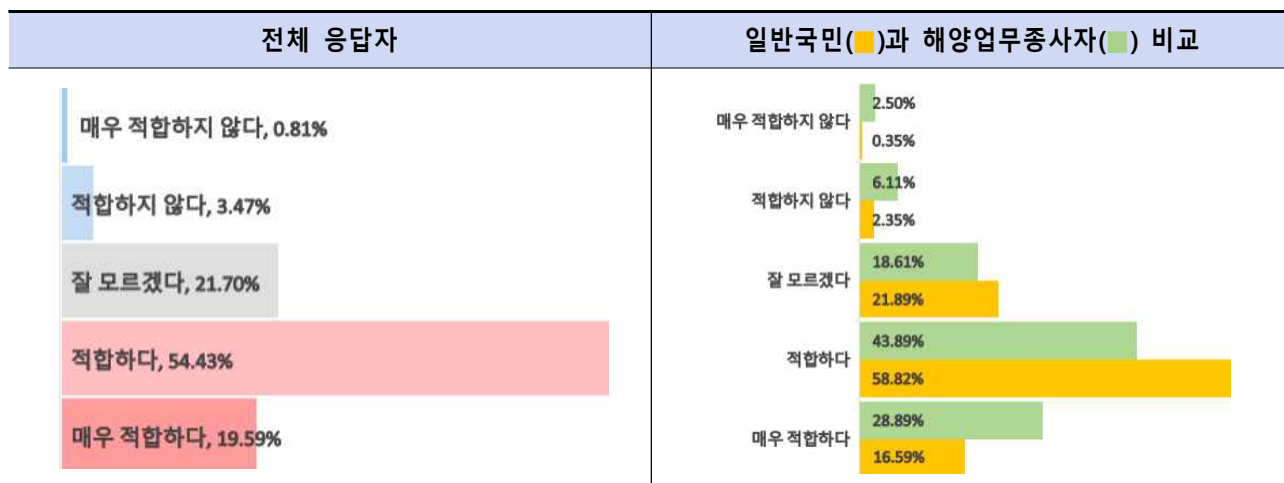 전체 응답자
매우 적합하지 않다, 0.81%
적합하지 않다, 3.47%
잘 모르겠다, 21.70%
적합하다, 54.43%
매우 적합하다, 19.59%
일반국민( )과 해양업무종사자( ) 비교
매우 적합하지 않다
2.50%
0.35%
적합하지 않다
6.11%
2.35%
잘 모르겠다
18.61%
21.89%
적합하다
43.89%
58.82%
매우 적합하다
28.89%
16.59%